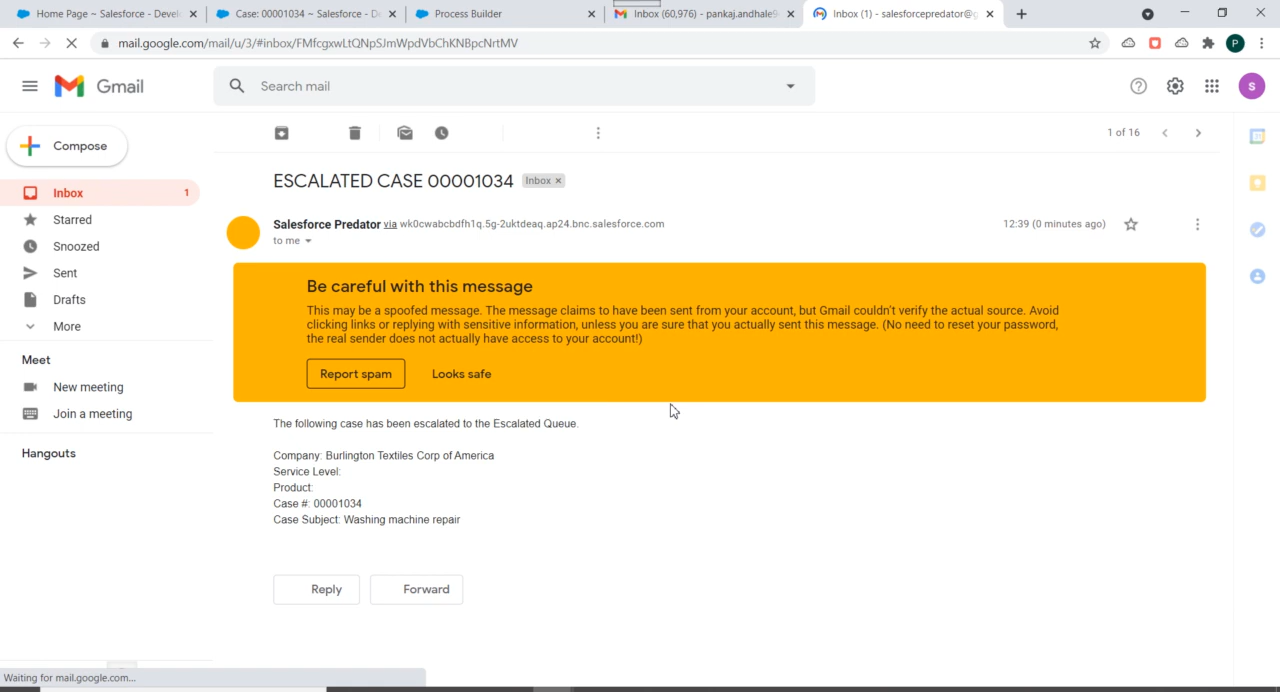 Home Page ~ Salesforce - Devel
Case: 00001034 ~ Salesforce - De
Process Builder
Inbox (60,976) - pankaj.andhale9
Inbox (1) - salesforcepredator@g
mail.google.com/mail/u/3/#inbox/FMfcgxwLtQNpSJmWpdVbChKNBpcNrtMV
P
Gmail
Search mail
S
Compose
1 of 16
ESCALATED CASE 00001034
Inbox ×
Inbox 1
Starred
Snoozed
Sent
Drafts
More
Salesforce Predator via wk0cwabcbdfh1q.5g-2uktdeaq.ap24.bnc.salesforce.com
12:39 (0 minutes ago)
to me
Be careful with this message
This may be a spoofed message. The message claims to have been sent from your account, but Gmail couldn't verify the actual source. Avoid
clicking links or replying with sensitive information, unless you are sure that you actually sent this message. (No need to reset your password,
the real sender does not actually have access to your account!)
Report spam
Looks safe
Meet
New meeting
Join a meeting
Hangouts
The following case has been escalated to the Escalated Queue.
Company: Burlington Textiles Corp of America
Service Level:
Product:
Case #: 00001034
Case Subject: Washing machine repair
Reply
Forward
Waiting for mail.google.com...